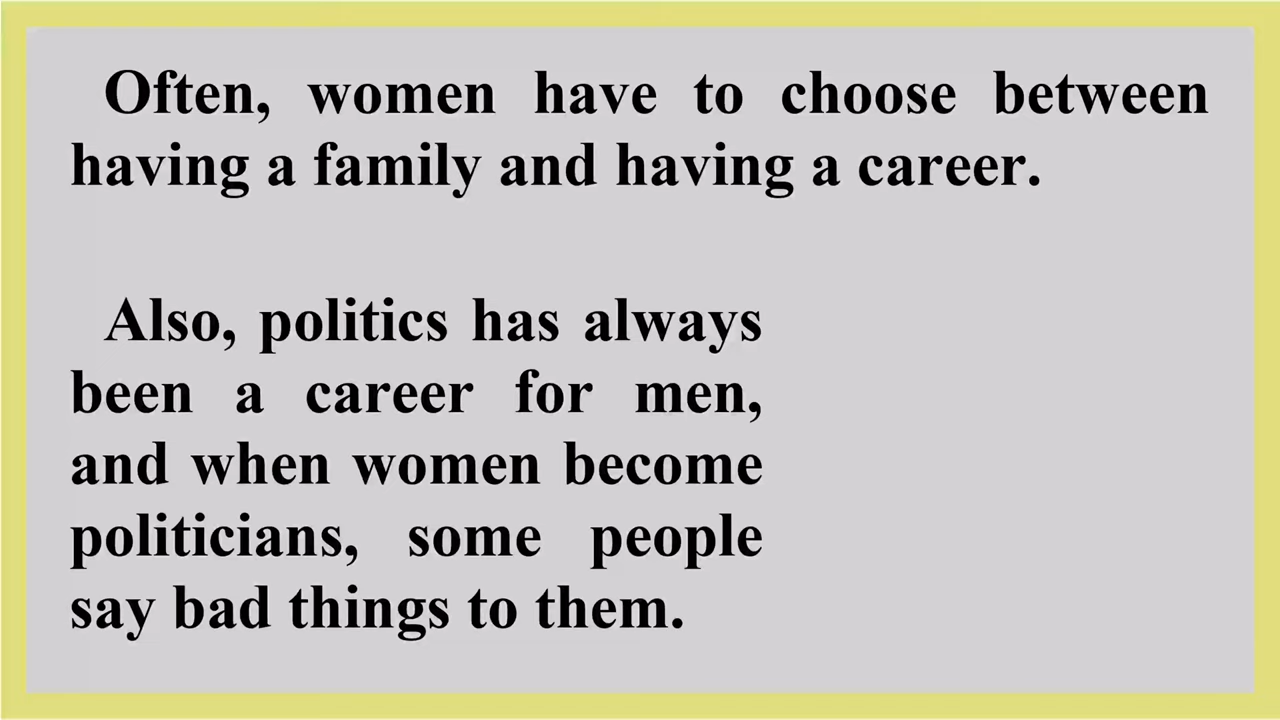 Often, women have to choose between
having a family and having a career.
Also, politics has always
been a career for men,
and when women become
politicians, some people
say bad things to them.